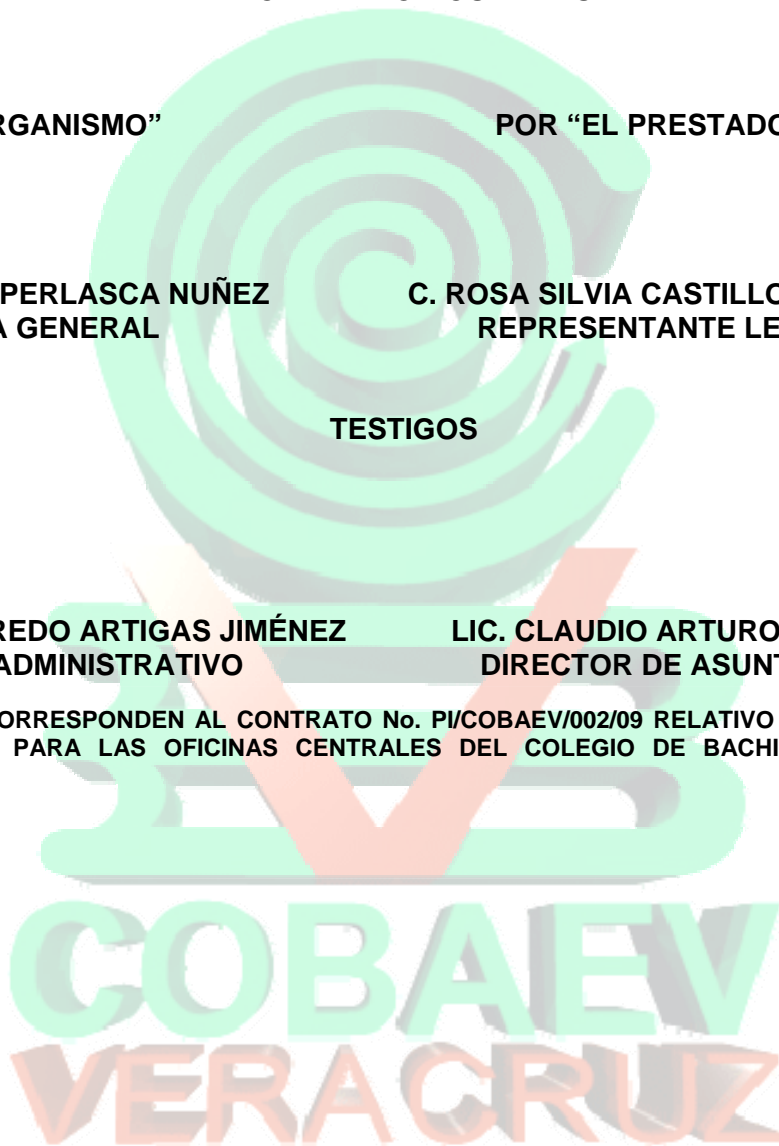 RGANISMO” POR “EL PRESTADO
PERLASCA NUÑEZ C. ROSA SILVIA CASTILLO
A GENERAL REPRESENTANTE LE
TESTIGOS
REDO ARTIGAS JIMÉNEZ LIC. CLAUDIO ARTURO
ADMINISTRATIVO DIRECTOR DE ASUNT
ORRESPONDEN AL CONTRATO No. PI/COBAEV/002/09 RELATIVO
PARA LAS OFICINAS CENTRALES DEL COLEGIO DE BACHI
COBAEV
VERACRUZ